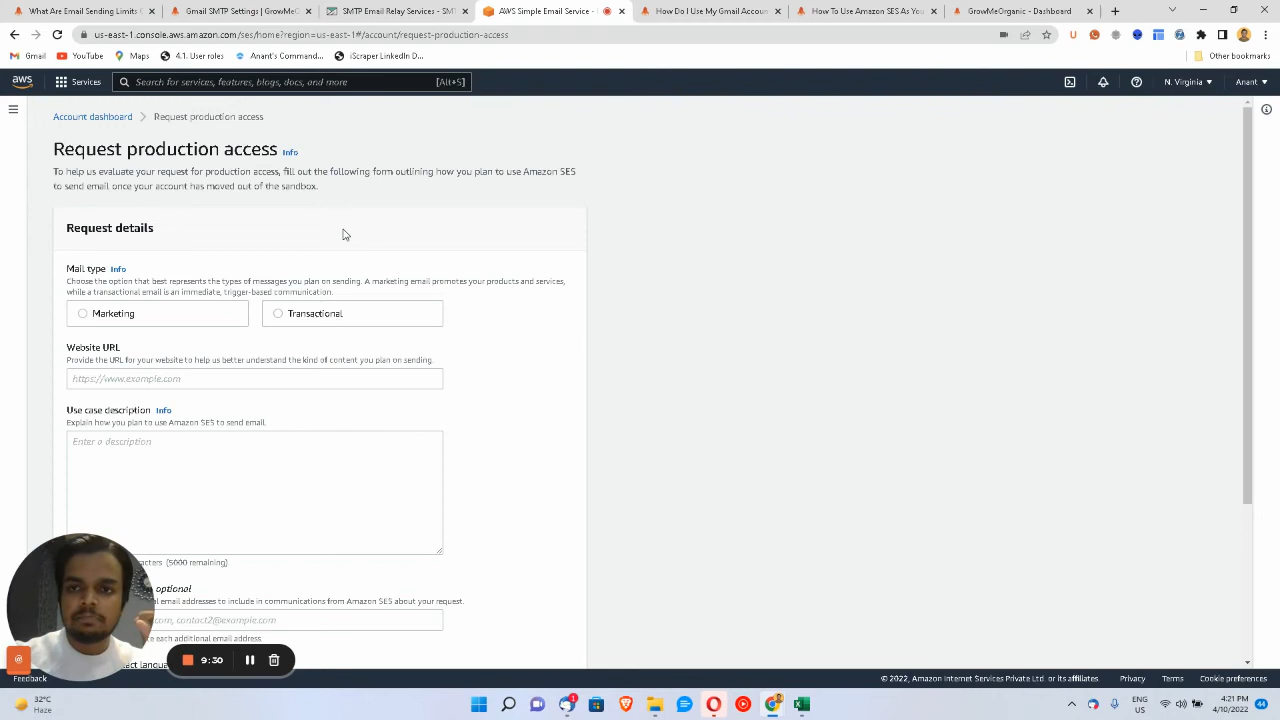 What Are Email Sending Limits E
Gmail SMTP Settings | GrowMeO
SMTP Email Relay Services - SMT
AWS Simple Email Service -
How Do I Use My Gmail Accoun
How To Use Amazon SES As You
GrowMeOrganic - Dashboard
us-east-1.console.aws.amazon.com/ses/home?region=us-east-1#/account/request-production-access
Gmail
YouTube
Maps
4.1. User roles
Anant's Command...
iScraper LinkedIn D...
Other bookmarks
aws
Services
Search for services, features, blogs, docs, and more
[Alt+S]
N. Virginia
Anant
Account dashboard
Request production access
Request production access Info
To help us evaluate your request for production access, fill out the following form outlining how you plan to use Amazon SES
to send email once your account has moved out of the sandbox.
Request details
Mail type Info
Choose the option that best represents the types of messages you plan on sending. A marketing email promotes your products and services,
while a transactional email is an immediate, trigger-based communication.
Marketing
Transactional
Website URL
Provide the URL for your website to help us better understand the kind of content you plan on sending.
https://www.example.com
Use case description Info
Explain how you plan to use Amazon SES to send email.
Enter a description
(5000 remaining)
optional
email addresses to include in communications from Amazon SES about your request.
contact2@example.com
each additional email address.
9:30
Feedback
© 2022, Amazon Internet Services Private Ltd. or its affiliates
Privacy
Terms
Cookie preferences
32°C
Haze
1
ENG
US
4:21 PM
4/10/2022
44